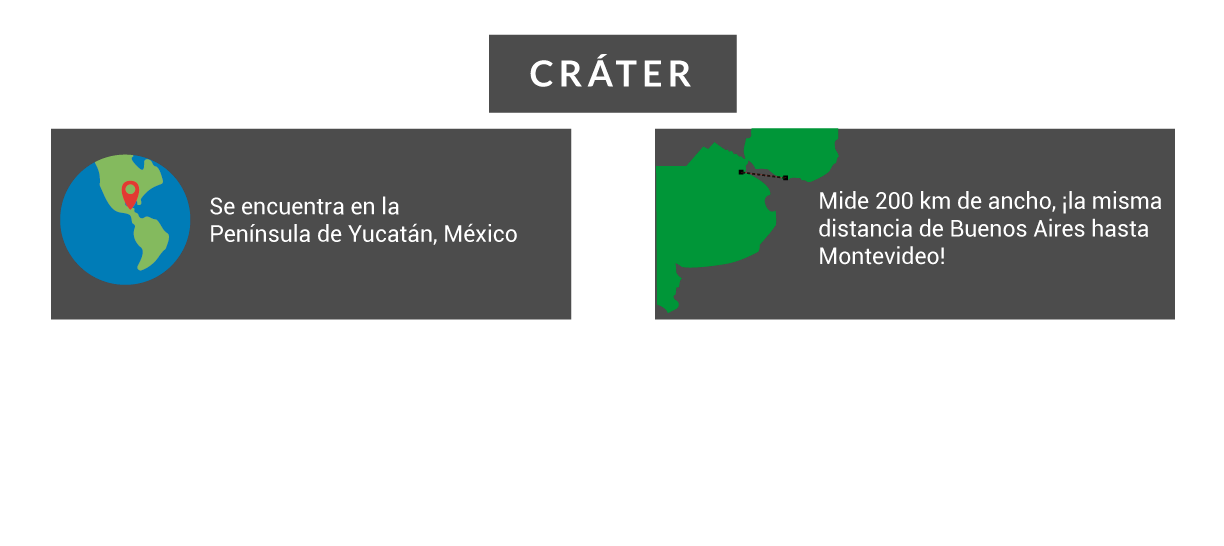 CRÁTER
Se encuentra en la
Península de Yucatán, México
Mide 200 km de ancho, ¡la misma
distancia de Buenos Aires hasta
Montevideo!